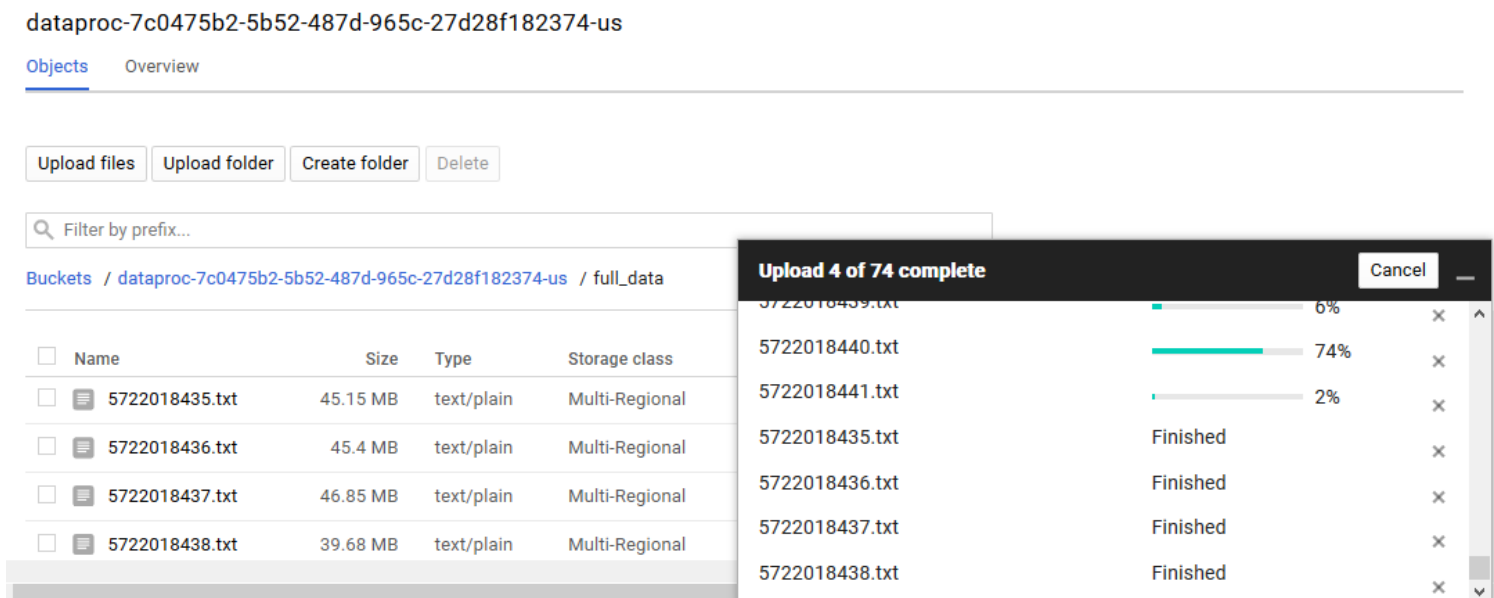 dataproc-7c0475b2-5b52-487d-965c-27d28f182374-us
Objects Overview
Upload files Upload folder Create folder Delete
Filter by prefix...
Buckets / dataproc-7c0475b2-5b52-487d-965c-27d28f182374-us / full_data
Name Size Type Storage class
5722018435.txt 45.15 MB text/plain Multi-Regional
5722018436.txt 45.4 MB text/plain Multi-Regional
5722018437.txt 46.85 MB text/plain Multi-Regional
5722018438.txt 39.68 MB text/plain Multi-Regional
Upload 4 of 74 complete Cancel
5722018439.txt 6%
5722018440.txt 74%
5722018441.txt 2%
5722018435.txt Finished
5722018436.txt Finished
5722018437.txt Finished
5722018438.txt Finished